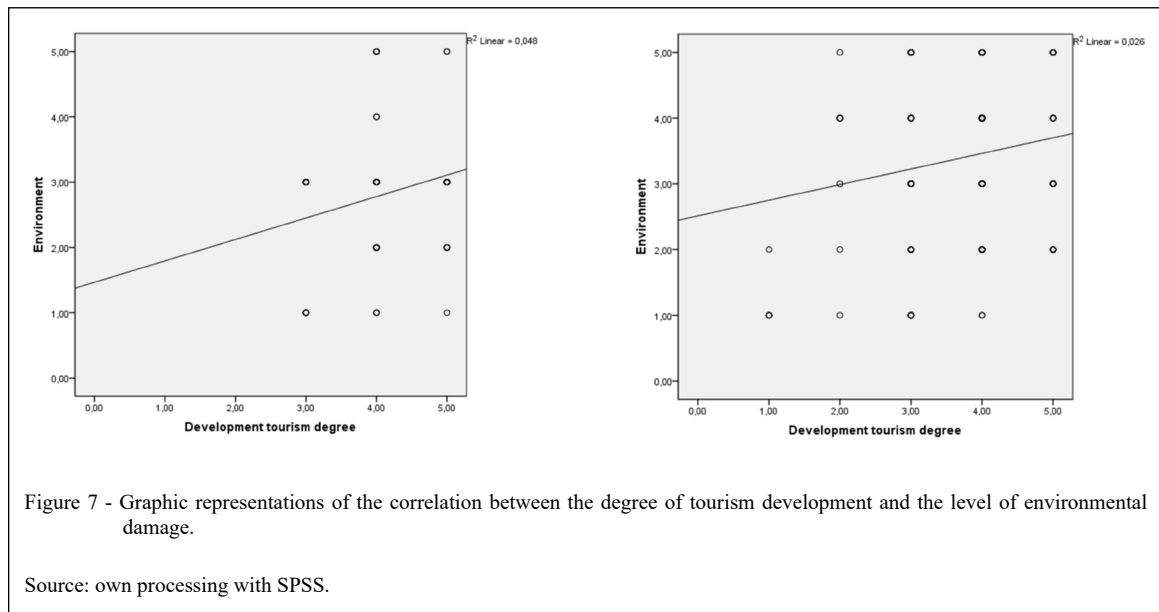 R² Linear = 0,048
5,00
4,00
3,00
2,00
1,00
0,00
Environment
0,00 1,00 2,00 3,00 4,00 5,00
Development tourism degree
R² Linear = 0,026
5,00
4,00
3,00
2,00
1,00
0,00
Environment
0,00 1,00 2,00 3,00 4,00 5,00
Development tourism degree
Figure 7 - Graphic representations of the correlation between the degree of tourism development and the level of environmental
damage.
Source: own processing with SPSS.